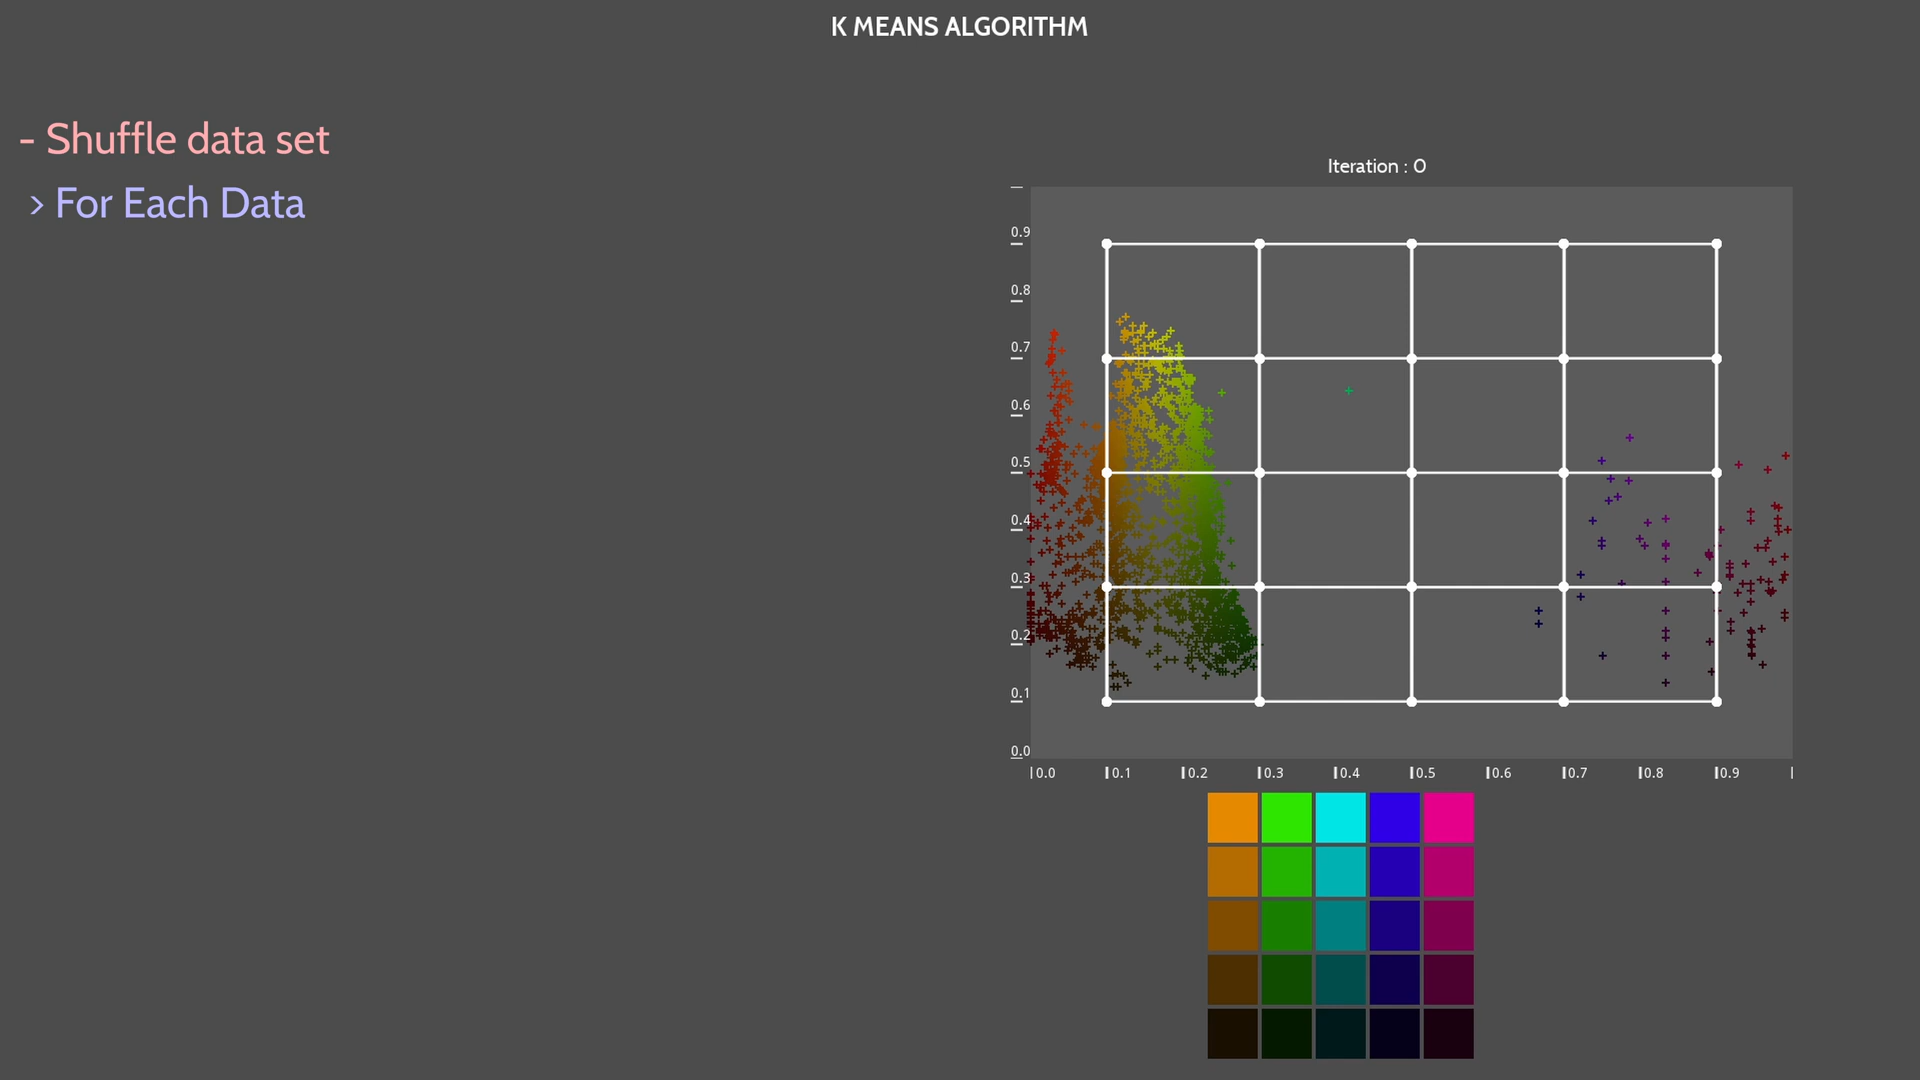 K MEANS ALGORITHM
- Shuffle data set
> For Each Data
Iteration : 0
0.9
0.8
0.7
0.6
0.5
0.4
0.3
0.2
0.1
0.0
0.0 0.1 0.2 0.3 0.4 0.5 0.6 0.7 0.8 0.9